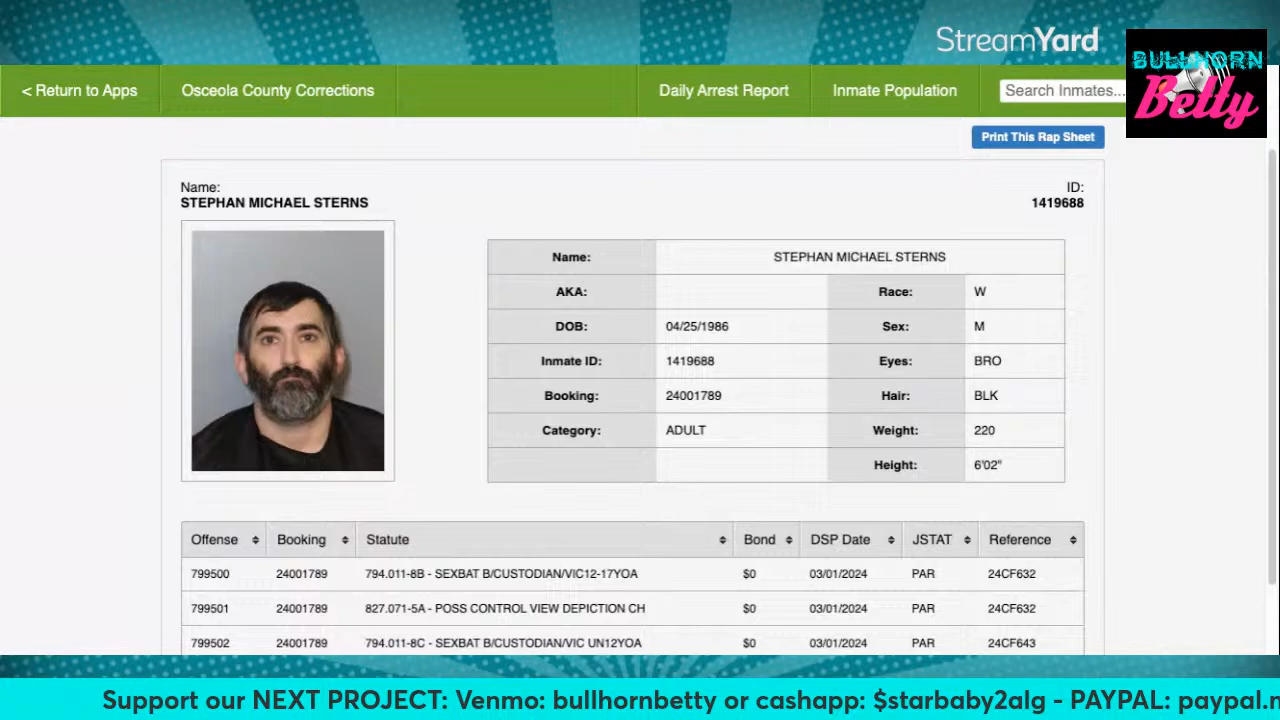 StreamYard
BULLHORN
Betty
< Return to Apps Osceola County Corrections Daily Arrest Report Inmate Population Search Inmates...
Print This Rap Sheet
Name: ID:
STEPHAN MICHAEL STERNS 1419688
Name: STEPHAN MICHAEL STERNS
AKA: Race: W
DOB: 04/25/1986 Sex: M
Inmate ID: 1419688 Eyes: BRO
Booking: 24001789 Hair: BLK
Category: ADULT Weight: 220
Height: 6'02"
Offense Booking Statute Bond DSP Date JSTAT Reference
799500 24001789 794.011-8B - SEXBAT B/CUSTODIAN/VIC12-17YOA $0 03/01/2024 PAR 24CF632
799501 24001789 827.071-5A - POSS CONTROL VIEW DEPICTION CH $0 03/01/2024 PAR 24CF632
799502 24001789 794.011-8C - SEXBAT B/CUSTODIAN/VIC UN12YOA $0 03/01/2024 PAR 24CF643
Support our NEXT PROJECT: Venmo: bullhornbetty or cashapp: $starbaby2alg - PAYPAL: paypal.